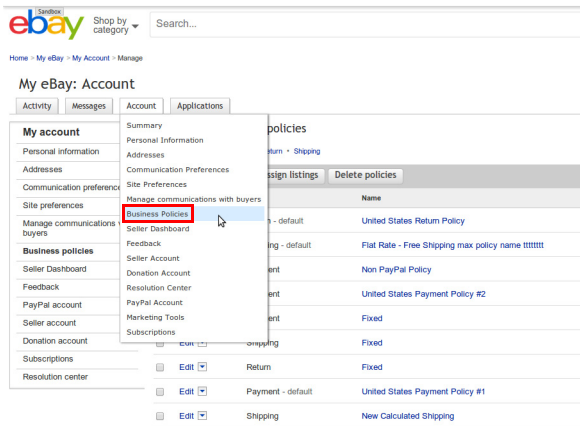 Sandbox
ebay
Shop by
category
Search...
Home > My eBay > My Account > Manage
My eBay: Account
Activity Messages Account Applications
My account
Personal information
Addresses
Communication preference
Site preferences
Manage communications
buyers
Business policies
Seller Dashboard
Feedback
PayPal account
Seller account
Donation account
Subscriptions
Resolution center
Summary
Personal Information
Addresses
Communication Preferences
Site Preferences
Manage communications with buyers
Business Policies
Seller Dashboard
Feedback
Seller Account
Donation Account
Resolution Center
PayPal Account
Marketing Tools
Subscriptions
policies
eturn • Shipping
ssign listings Delete policies
Name
n - default United States Return Policy
ing - default Flat Rate - Free Shipping max policy name tttttttt
ent Non PayPal Policy
ent United States Payment Policy #2
ent Fixed
Edit Shipping Fixed
Edit Return Fixed
Edit Payment - default United States Payment Policy #1
Edit Shipping New Calculated Shipping